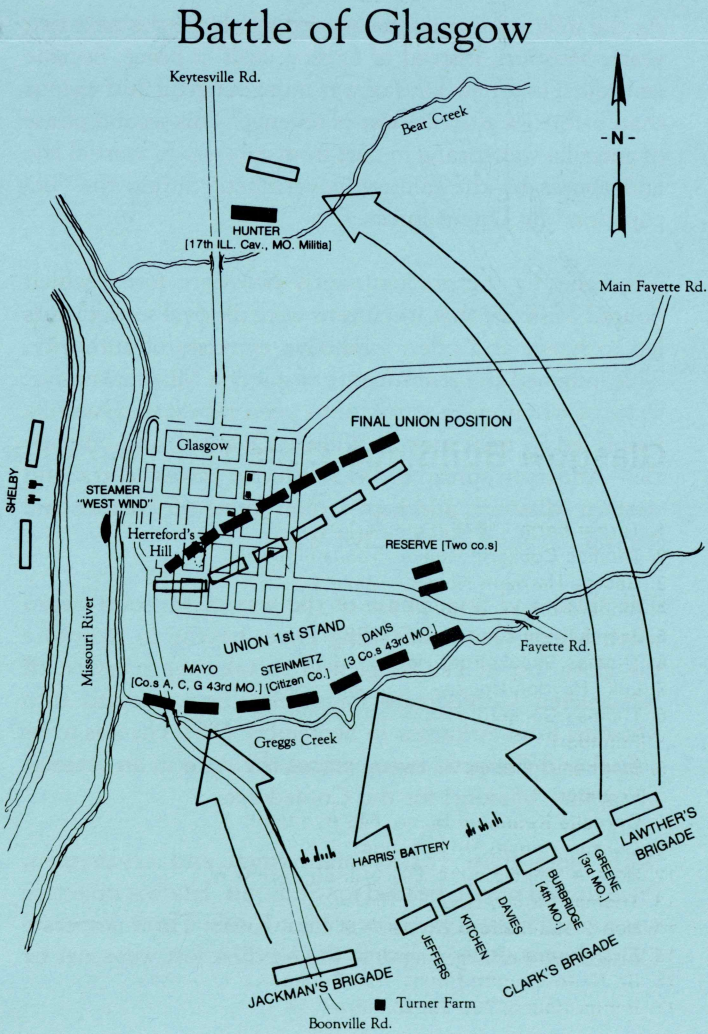 Battle of Glasgow
Keytesville Rd.
Bear Creek
- N -
HUNTER
[17th ILL. Cav., MO. Militia]
Main Fayette Rd.
FINAL UNION POSITION
Glasgow
SHELBY
STEAMER
"WEST WIND"
Herreford's
Hill
RESERVE [Two co.s]
Missouri River
UNION 1st STAND
DAVIS
[3 Co.s 43rd MO.]
STEINMETZ
[Citizen Co.]
MAYO
[Co.s A, C, G 43rd MO.]
Fayette Rd.
Greggs Creek
HARRIS' BATTERY
LAWTHER'S
BRIGADE
GREENE
[3rd MO.]
BURBRIDGE
[4th MO.]
DAVIES
KITCHEN
JEFFERS
CLARK'S BRIGADE
JACKMAN'S BRIGADE
Turner Farm
Boonville Rd.